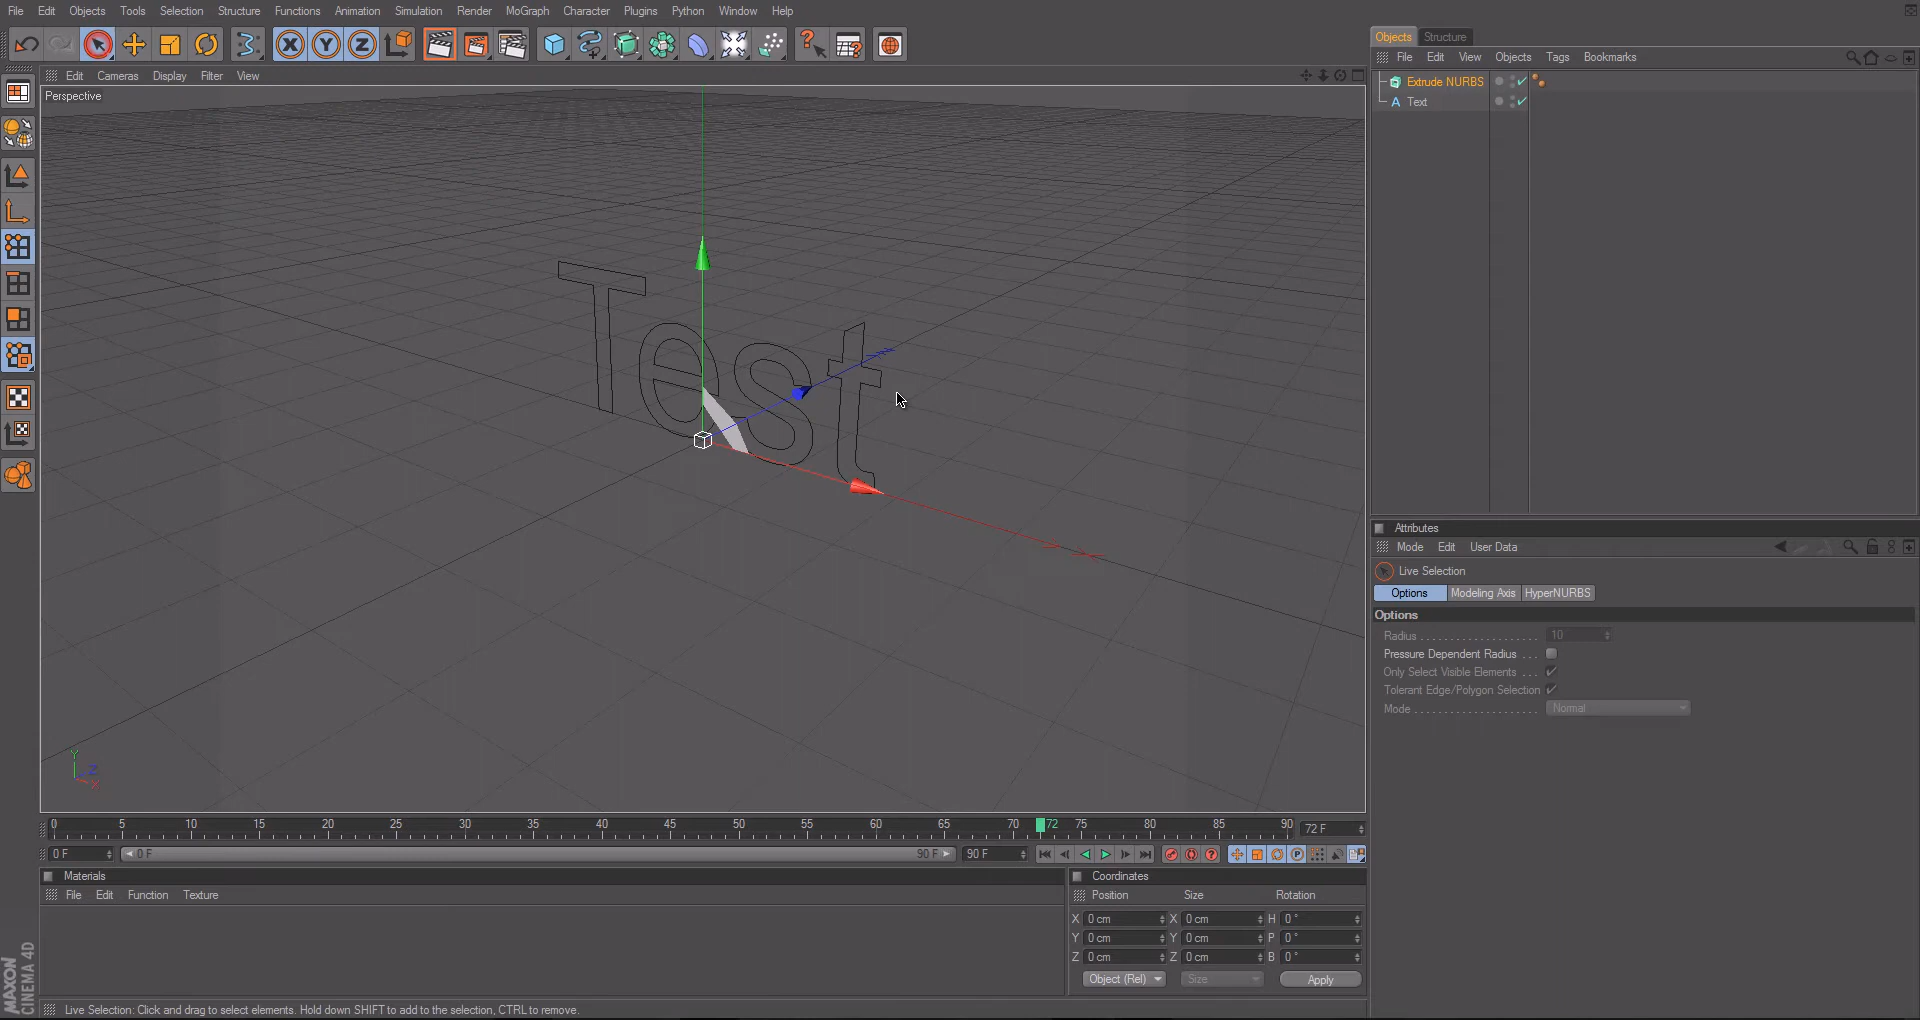 File Edit Objects Tools Selection Structure Functions Animation Simulation Render MoGraph Character Plugins Python Window Help
Edit Cameras Display Filter View
Perspective
Test
Y
Z
X
0 5 10 15 20 25 30 35 40 45 50 55 60 65 70 72 75 80 85 90
72 F
0 F
0 F
90 F
90 F
Materials
File Edit Function Texture
Coordinates
Position Size Rotation
X 0 cm X 0 cm H 0 °
Y 0 cm Y 0 cm P 0 °
Z 0 cm Z 0 cm B 0 °
Object (Rel) Size Apply
MAXON
CINEMA 4D
Live Selection: Click and drag to select elements. Hold down SHIFT to add to the selection, CTRL to remove.
Objects Structure
File Edit View Objects Tags Bookmarks
Extrude NURBS
A Text
Attributes
Mode Edit User Data
Live Selection
Options Modeling Axis HyperNURBS
Options
Radius 10
Pressure Dependent Radius
Only Select Visible Elements
Tolerant Edge/Polygon Selection
Mode Normal